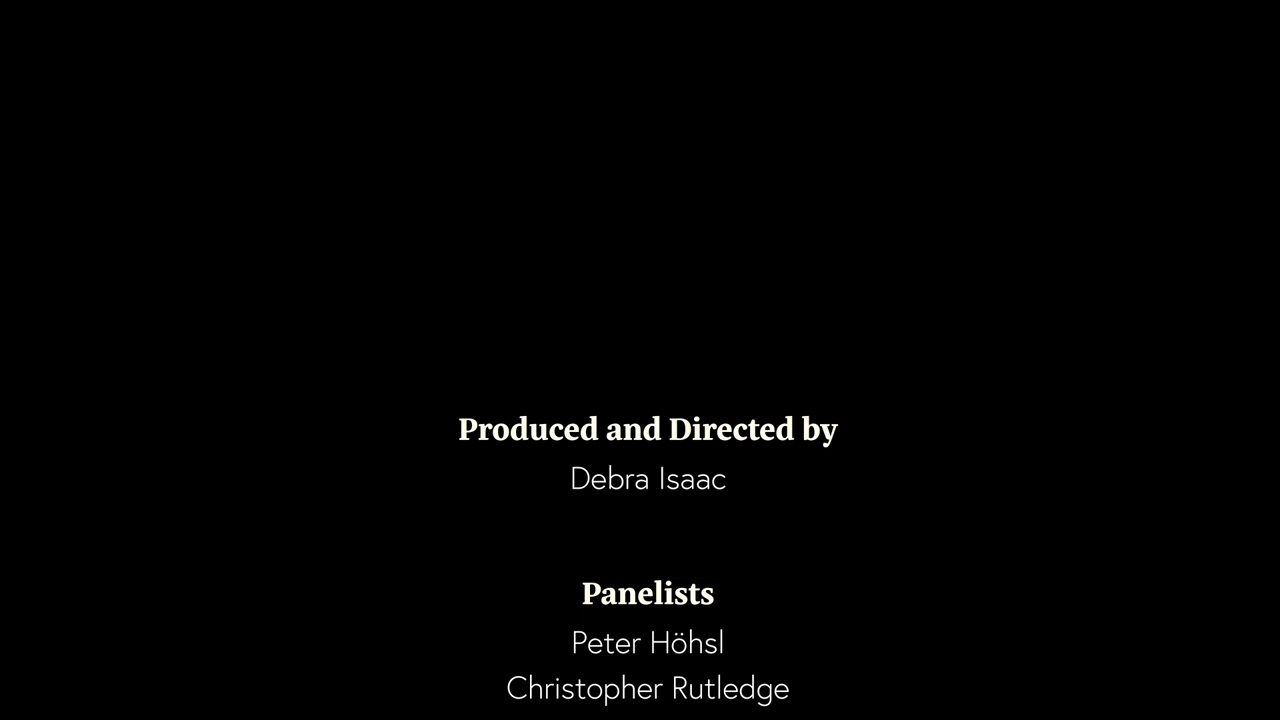 Produced and Directed by
Debra Isaac
Panelists
Peter Höhsl
Christopher Rutledge